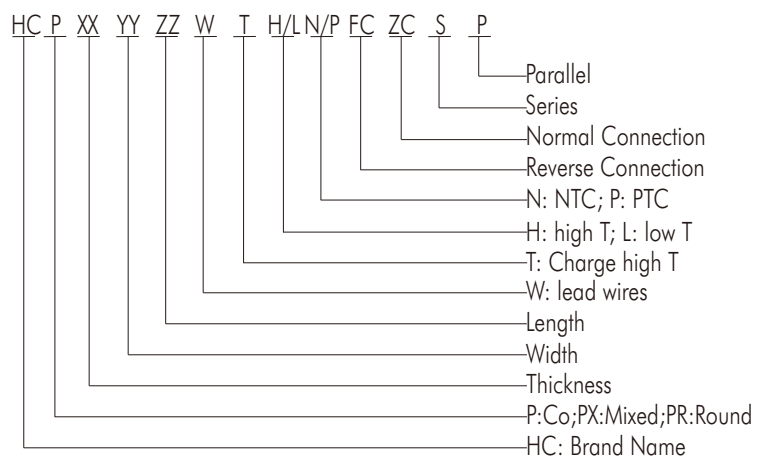 HC P XX YY ZZ W T H/L N/P FC ZC S P
Parallel
Series
Normal Connection
Reverse Connection
N: NTC; P: PTC
H: high T; L: low T
T: Charge high T
W: lead wires
Length
Width
Thickness
P:Co;PX:Mixed;PR:Round
HC: Brand Name